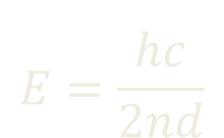 E = hc / 2nd